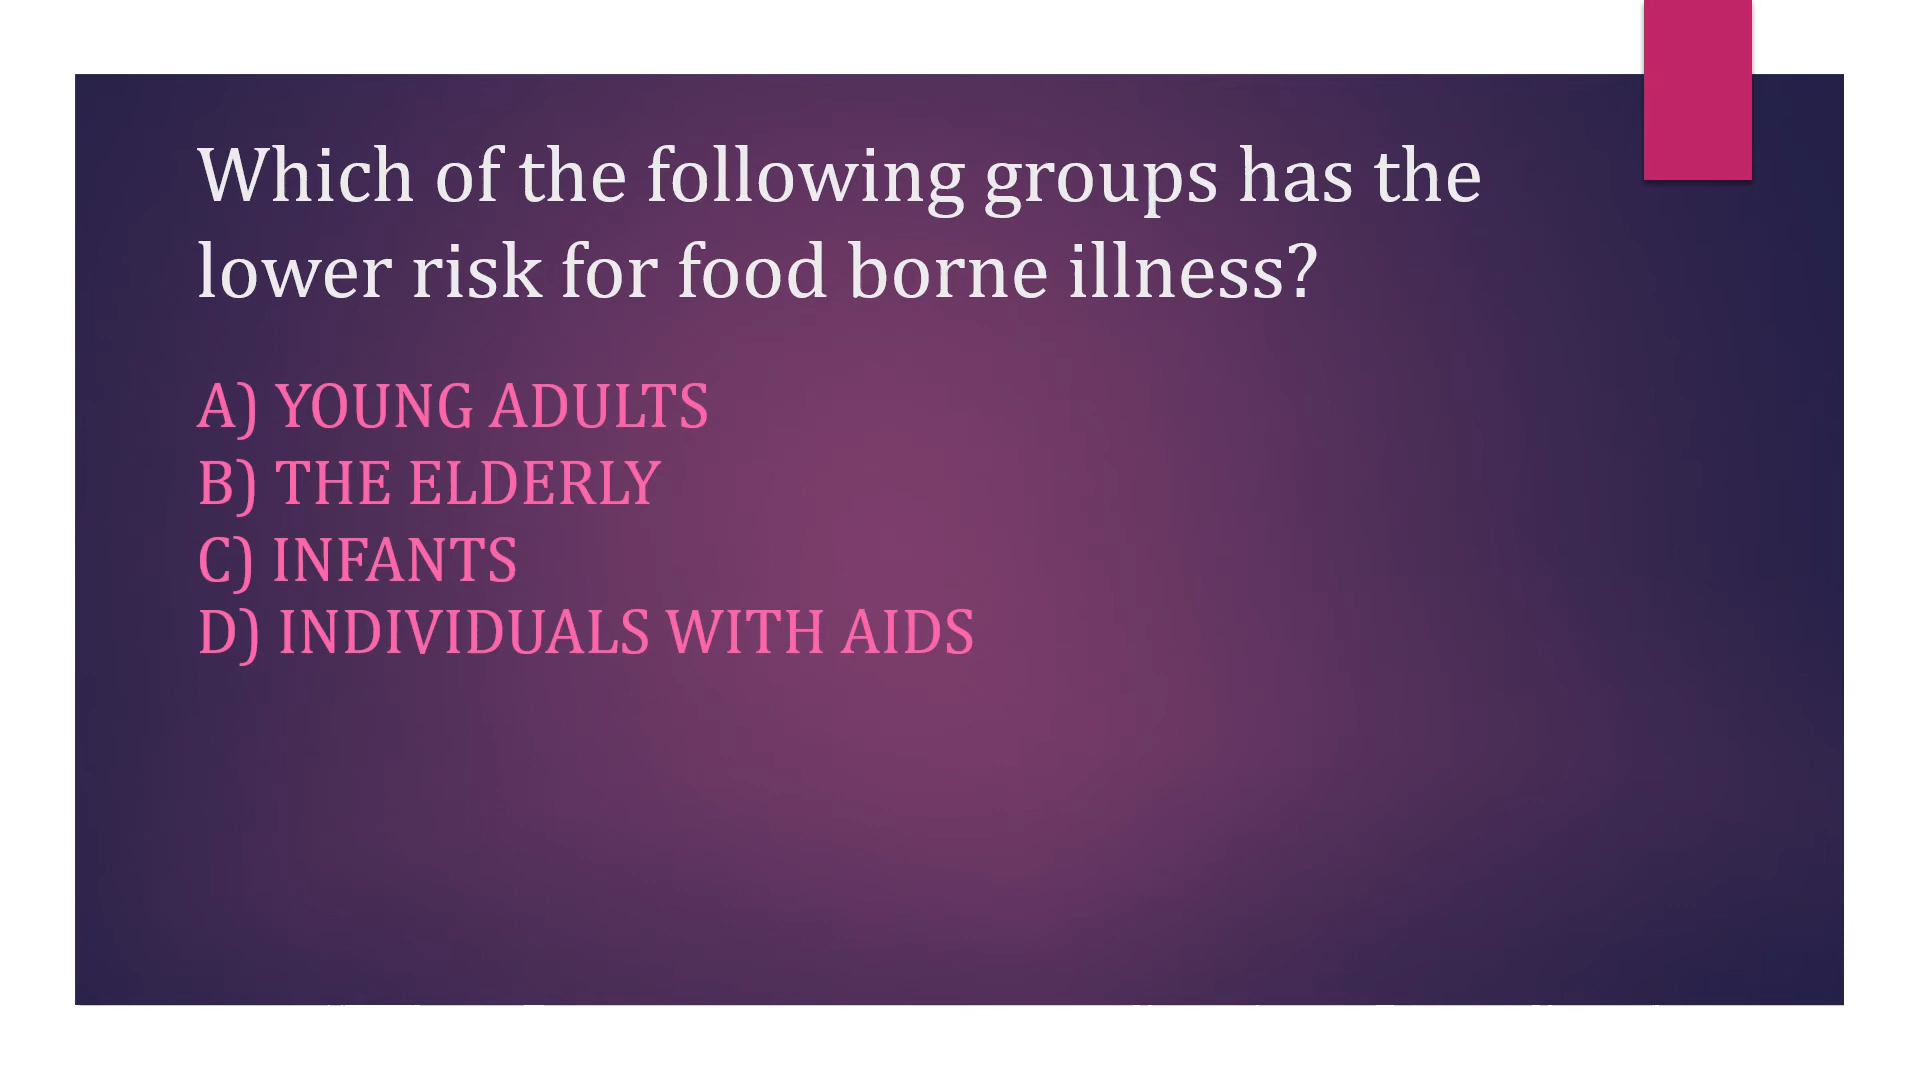 Which of the following groups has the
lower risk for food borne illness?
A) YOUNG ADULTS
B) THE ELDERLY
C) INFANTS
D) INDIVIDUALS WITH AIDS